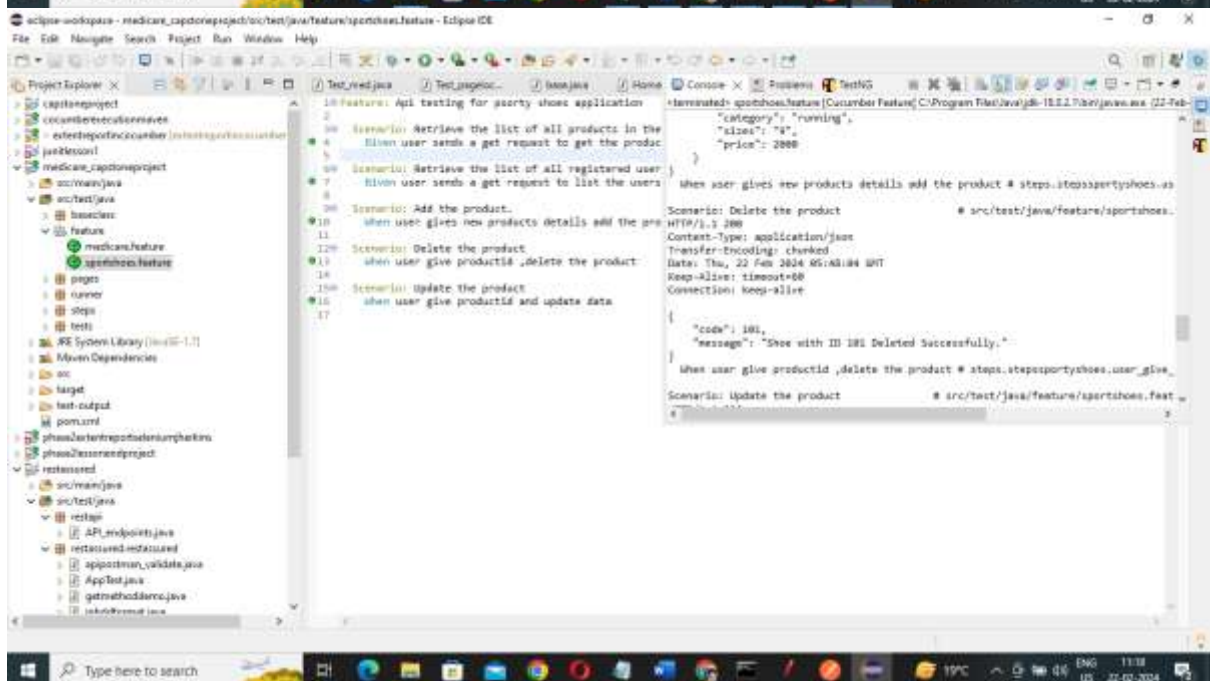 eclipse-workspace - medicare_capstoneproject/src/test/java/feature/sportshoes.feature - Eclipse IDE
File Edit Navigate Search Project Run Window Help
Project Explorer
Test_med.java
base.java
Home
Console
Problems
TestNG
capstoneproject
cocumberexecutionmaven
junitlesson1
medicare_capstoneproject
src/main/java
src/test/java
baseclass
feature
medicare.feature
sportshoes.feature
pages
runner
steps
tests
JRE System Library
Maven Dependencies
src
target
test-output
pom.xml
restassured
src/main/java
src/test/java
restapi
API_endpoints.java
restassured.restassured
apipostman_validate.java
AppTest.java
getmethoddemo.java
Feature: Api testing for psorty shoes application
Scenario: Retrieve the list of all products in the
Given user sends a get request to get the produc
Scenario: Retrieve the list of all registered user
Given user sends a get request to list the users
Scenario: Add the product.
When user gives new products details add the pro
Scenario: Delete the product
When user give productid ,delete the product
Scenario: Update the product
When user give productid and update data
"category": "running",
"sizes": "9",
"price": 2000
}
When user gives new products details add the product # steps.stepssportyshoes.us
Scenario: Delete the product # src/test/java/feature/sportshoes.
HTTP/1.1 200
Content-Type: application/json
Transfer-Encoding: chunked
Date: Thu, 22 Feb 2024 05:48:04 GMT
Keep-Alive: timeout=60
Connection: keep-alive
{
"code": 101,
"message": "Shoe with ID 101 Deleted Successfully."
}
When user give productid ,delete the product # steps.stepssportyshoes.user_give_
Scenario: Update the product # src/test/java/feature/sportshoes.feat
Type here to search
19°C
ENG
US
11:18
22-02-2024